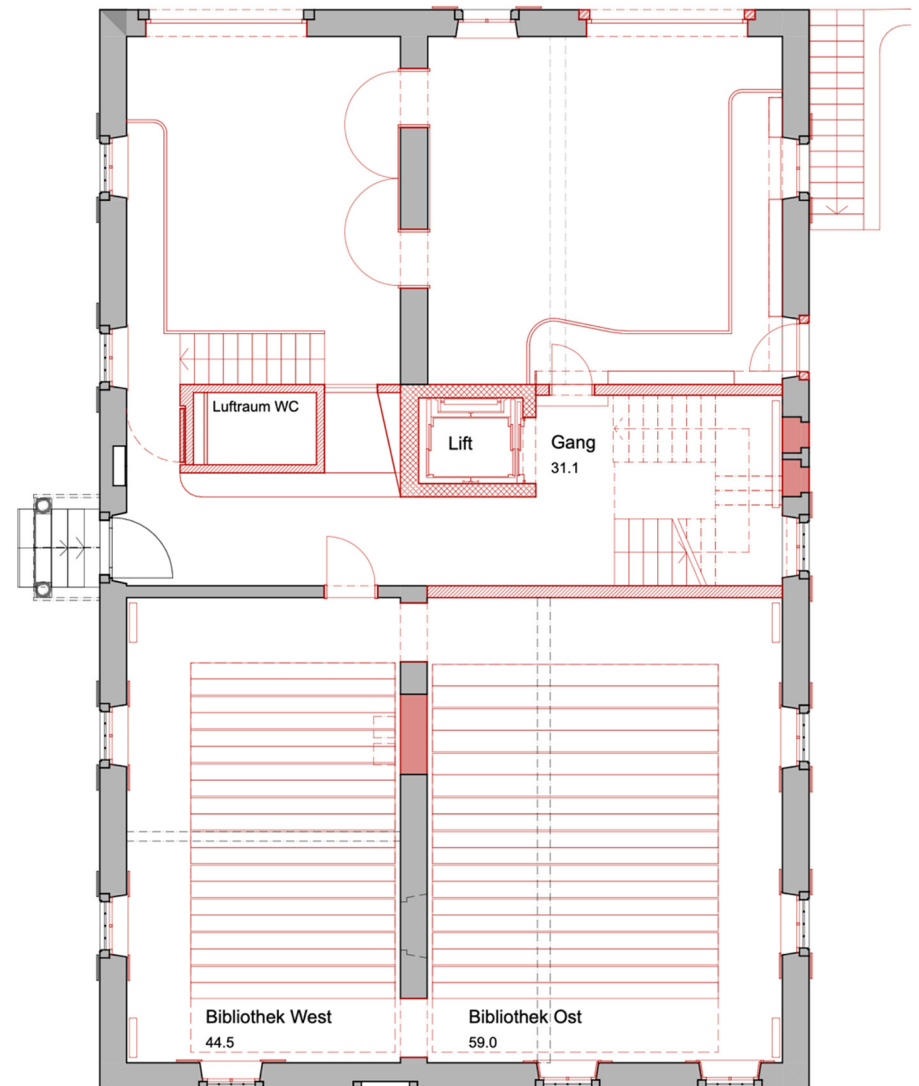 Luftraum WC
Lift
Gang
31.1
Bibliothek West
44.5
Bibliothek Ost
59.0